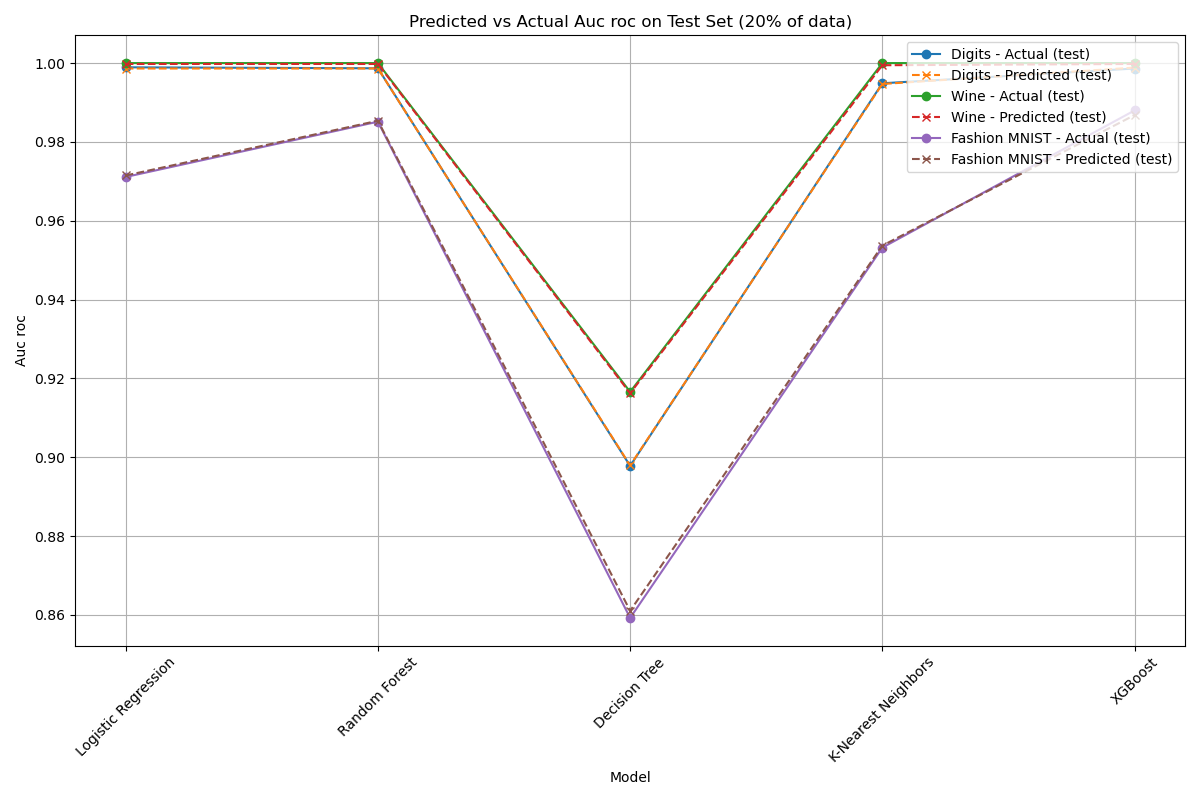 Predicted vs Actual Auc roc on Test Set (20% of data)
Digits - Actual (test)
Digits - Predicted (test)
Wine - Actual (test)
Wine - Predicted (test)
Fashion MNIST - Actual (test)
Fashion MNIST - Predicted (test)
1.00
0.98
0.96
0.94
0.92
0.90
0.88
0.86
Auc roc
Logistic Regression
Random Forest
Decision Tree
K-Nearest Neighbors
XGBoost
Model